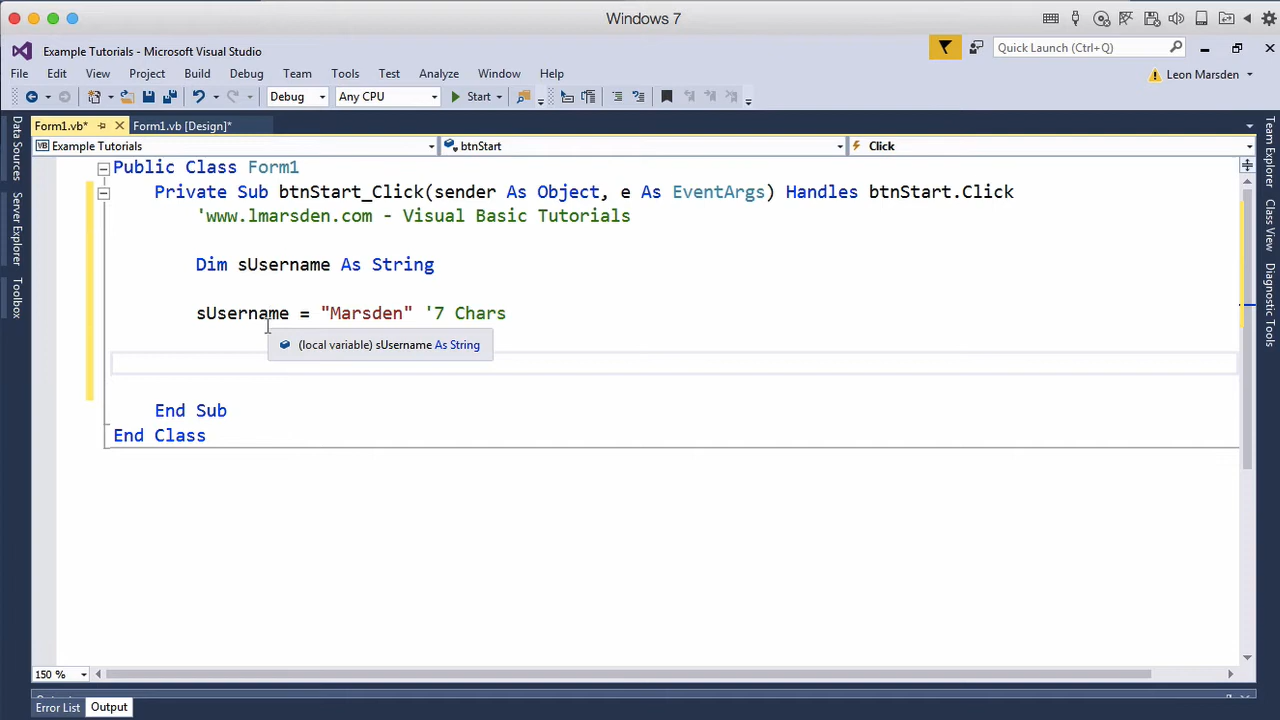 Windows 7
Example Tutorials - Microsoft Visual Studio
Quick Launch (Ctrl+Q)
File Edit View Project Build Debug Team Tools Test Analyze Window Help
Leon Marsden
Debug Any CPU Start
Form1.vb* Form1.vb [Design]*
VB Example Tutorials btnStart Click
Data Sources
Server Explorer
Toolbox
Public Class Form1
Private Sub btnStart_Click(sender As Object, e As EventArgs) Handles btnStart.Click
'www.lmarsden.com - Visual Basic Tutorials
Dim sUsername As String
sUsername = "Marsden" '7 Chars
(local variable) sUsername As String
End Sub
End Class
Team Explorer
Class View
Diagnostic Tools
150 %
Error List Output